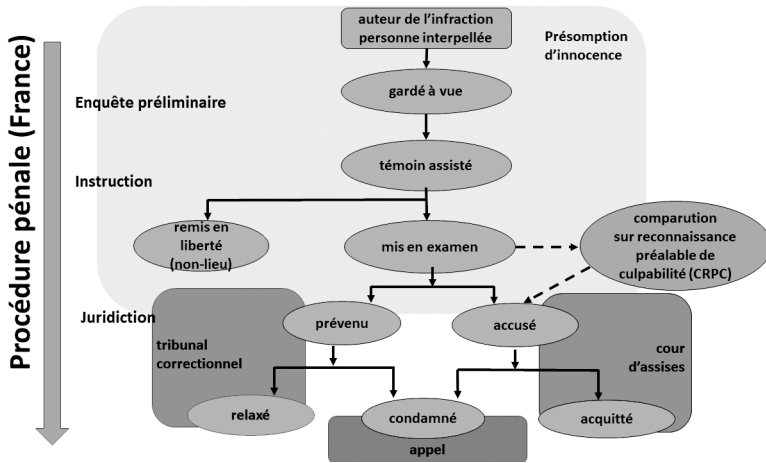 Procédure pénale (France)
auteur de l'infraction
personne interpellée
Présomption
d'innocence
Enquête préliminaire
gardé à vue
témoin assisté
Instruction
remis en
liberté
(non-lieu)
mis en examen
comparution
sur reconnaissance
préalable de
culpabilité (CRPC)
Juridiction
prévenu
accusé
tribunal
correctionnel
cour
d'assises
relaxé
condamné
acquitté
appel